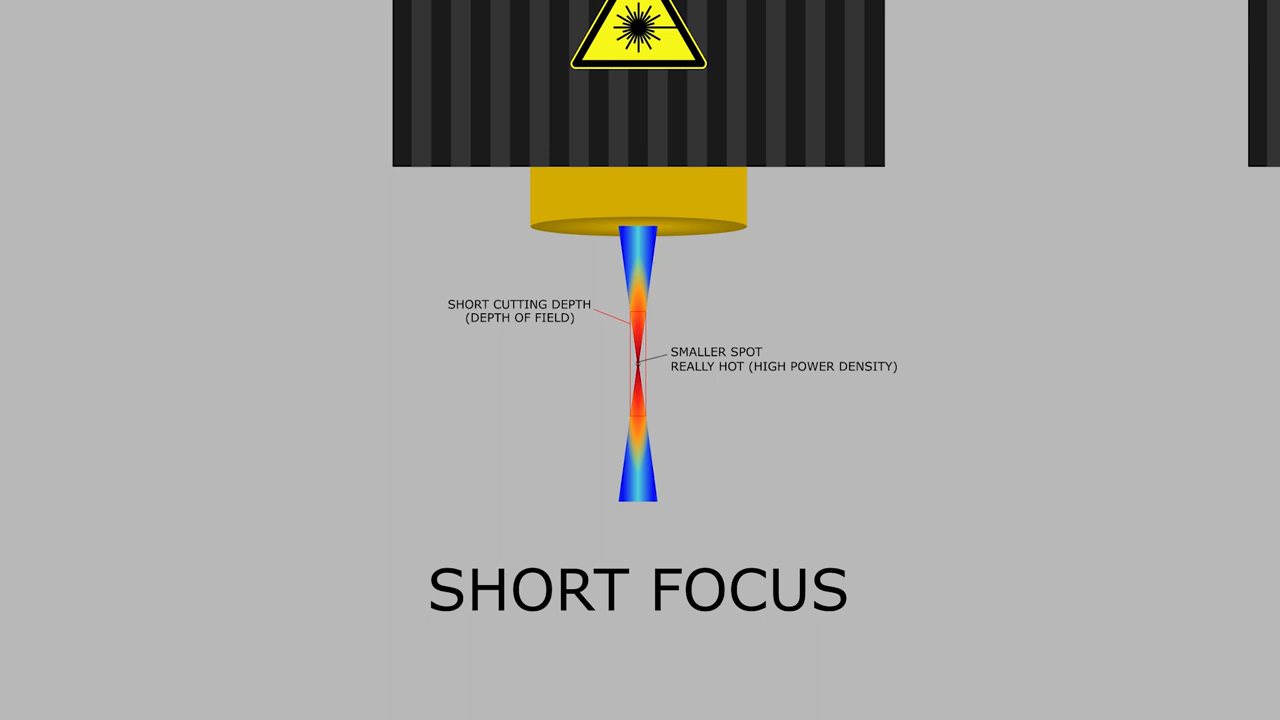 SHORT CUTTING DEPTH
(DEPTH OF FIELD)
SMALLER SPOT
REALLY HOT (HIGH POWER DENSITY)
SHORT FOCUS